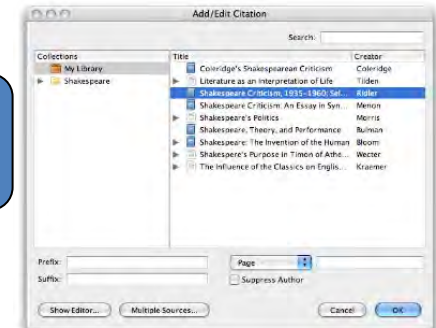 Add/Edit Citation
Search:
Collections
Title
Creator
My Library
Shakespeare
Coleridge's Shakespearean Criticism
Coleridge
Literature as an Interpretation of Life
Tilden
Shakespeare Criticism, 1935-1960; Sel...
Ridler
Shakespeare Criticism: An Essay in Syn...
Menon
Shakespeare's Politics
Morris
Shakespeare, Theory, and Performance
Bulman
Shakespeare: The Invention of the Human
Bloom
Shakspere's Purpose in Timon of Athe...
Wecter
The Influence of the Classics on Englis...
Kraemer
Prefix:
Page
Suffix:
Suppress Author
Show Editor...
Multiple Sources...
Cancel
OK